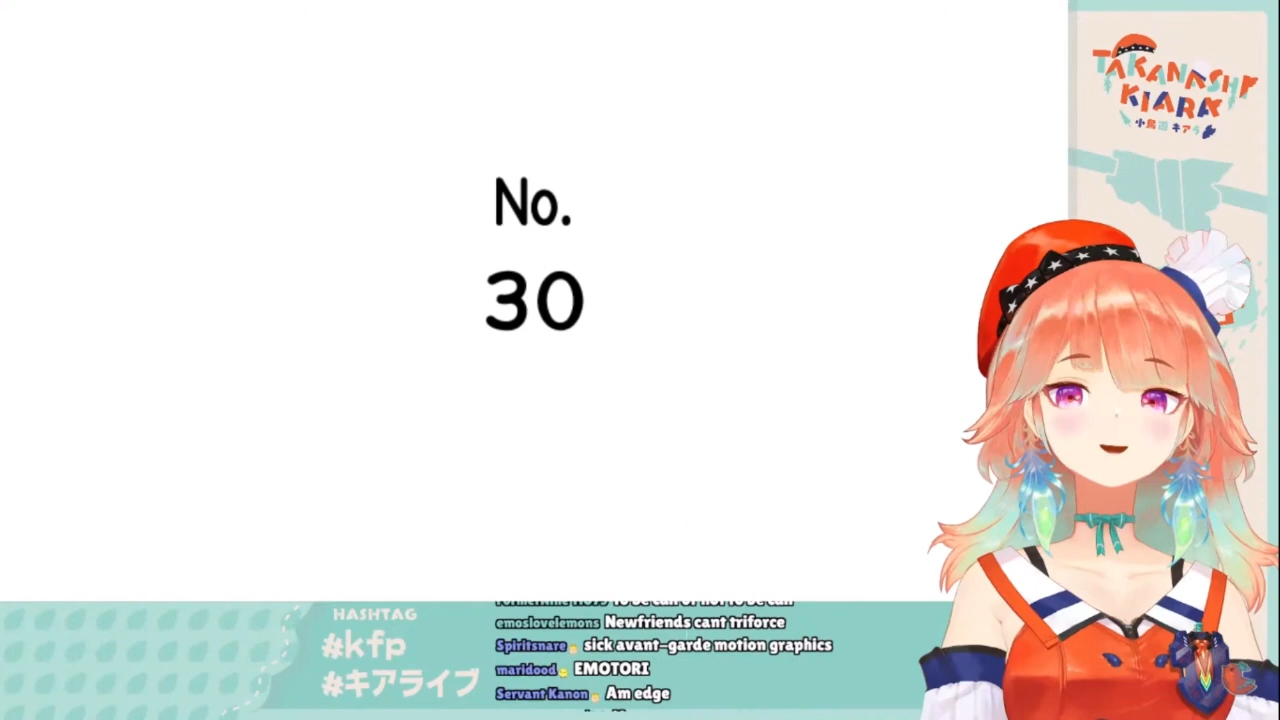 No.
30
TAKANASHI
KIARA
小鳥遊 キアラ
HASHTAG
#kfp
#キアライブ
emoslovelemons Newfriends cant triforce
Spiritsnare sick avant-garde motion graphics
maridood EMOTORI
Servant Kanon Am edge